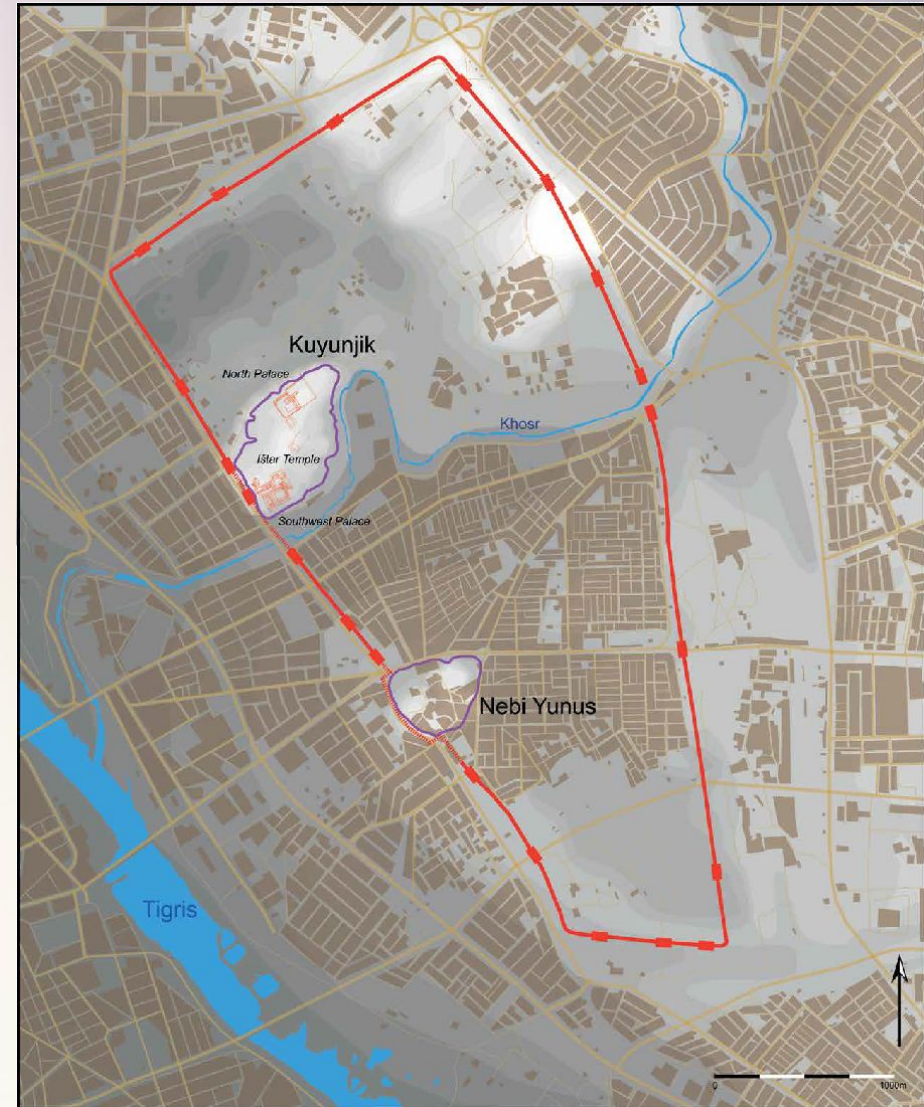 Kuyunjik
North Palace
Khosr
Ištar Temple
Southwest Palace
Nebi Yunus
Tigris
0 1000m